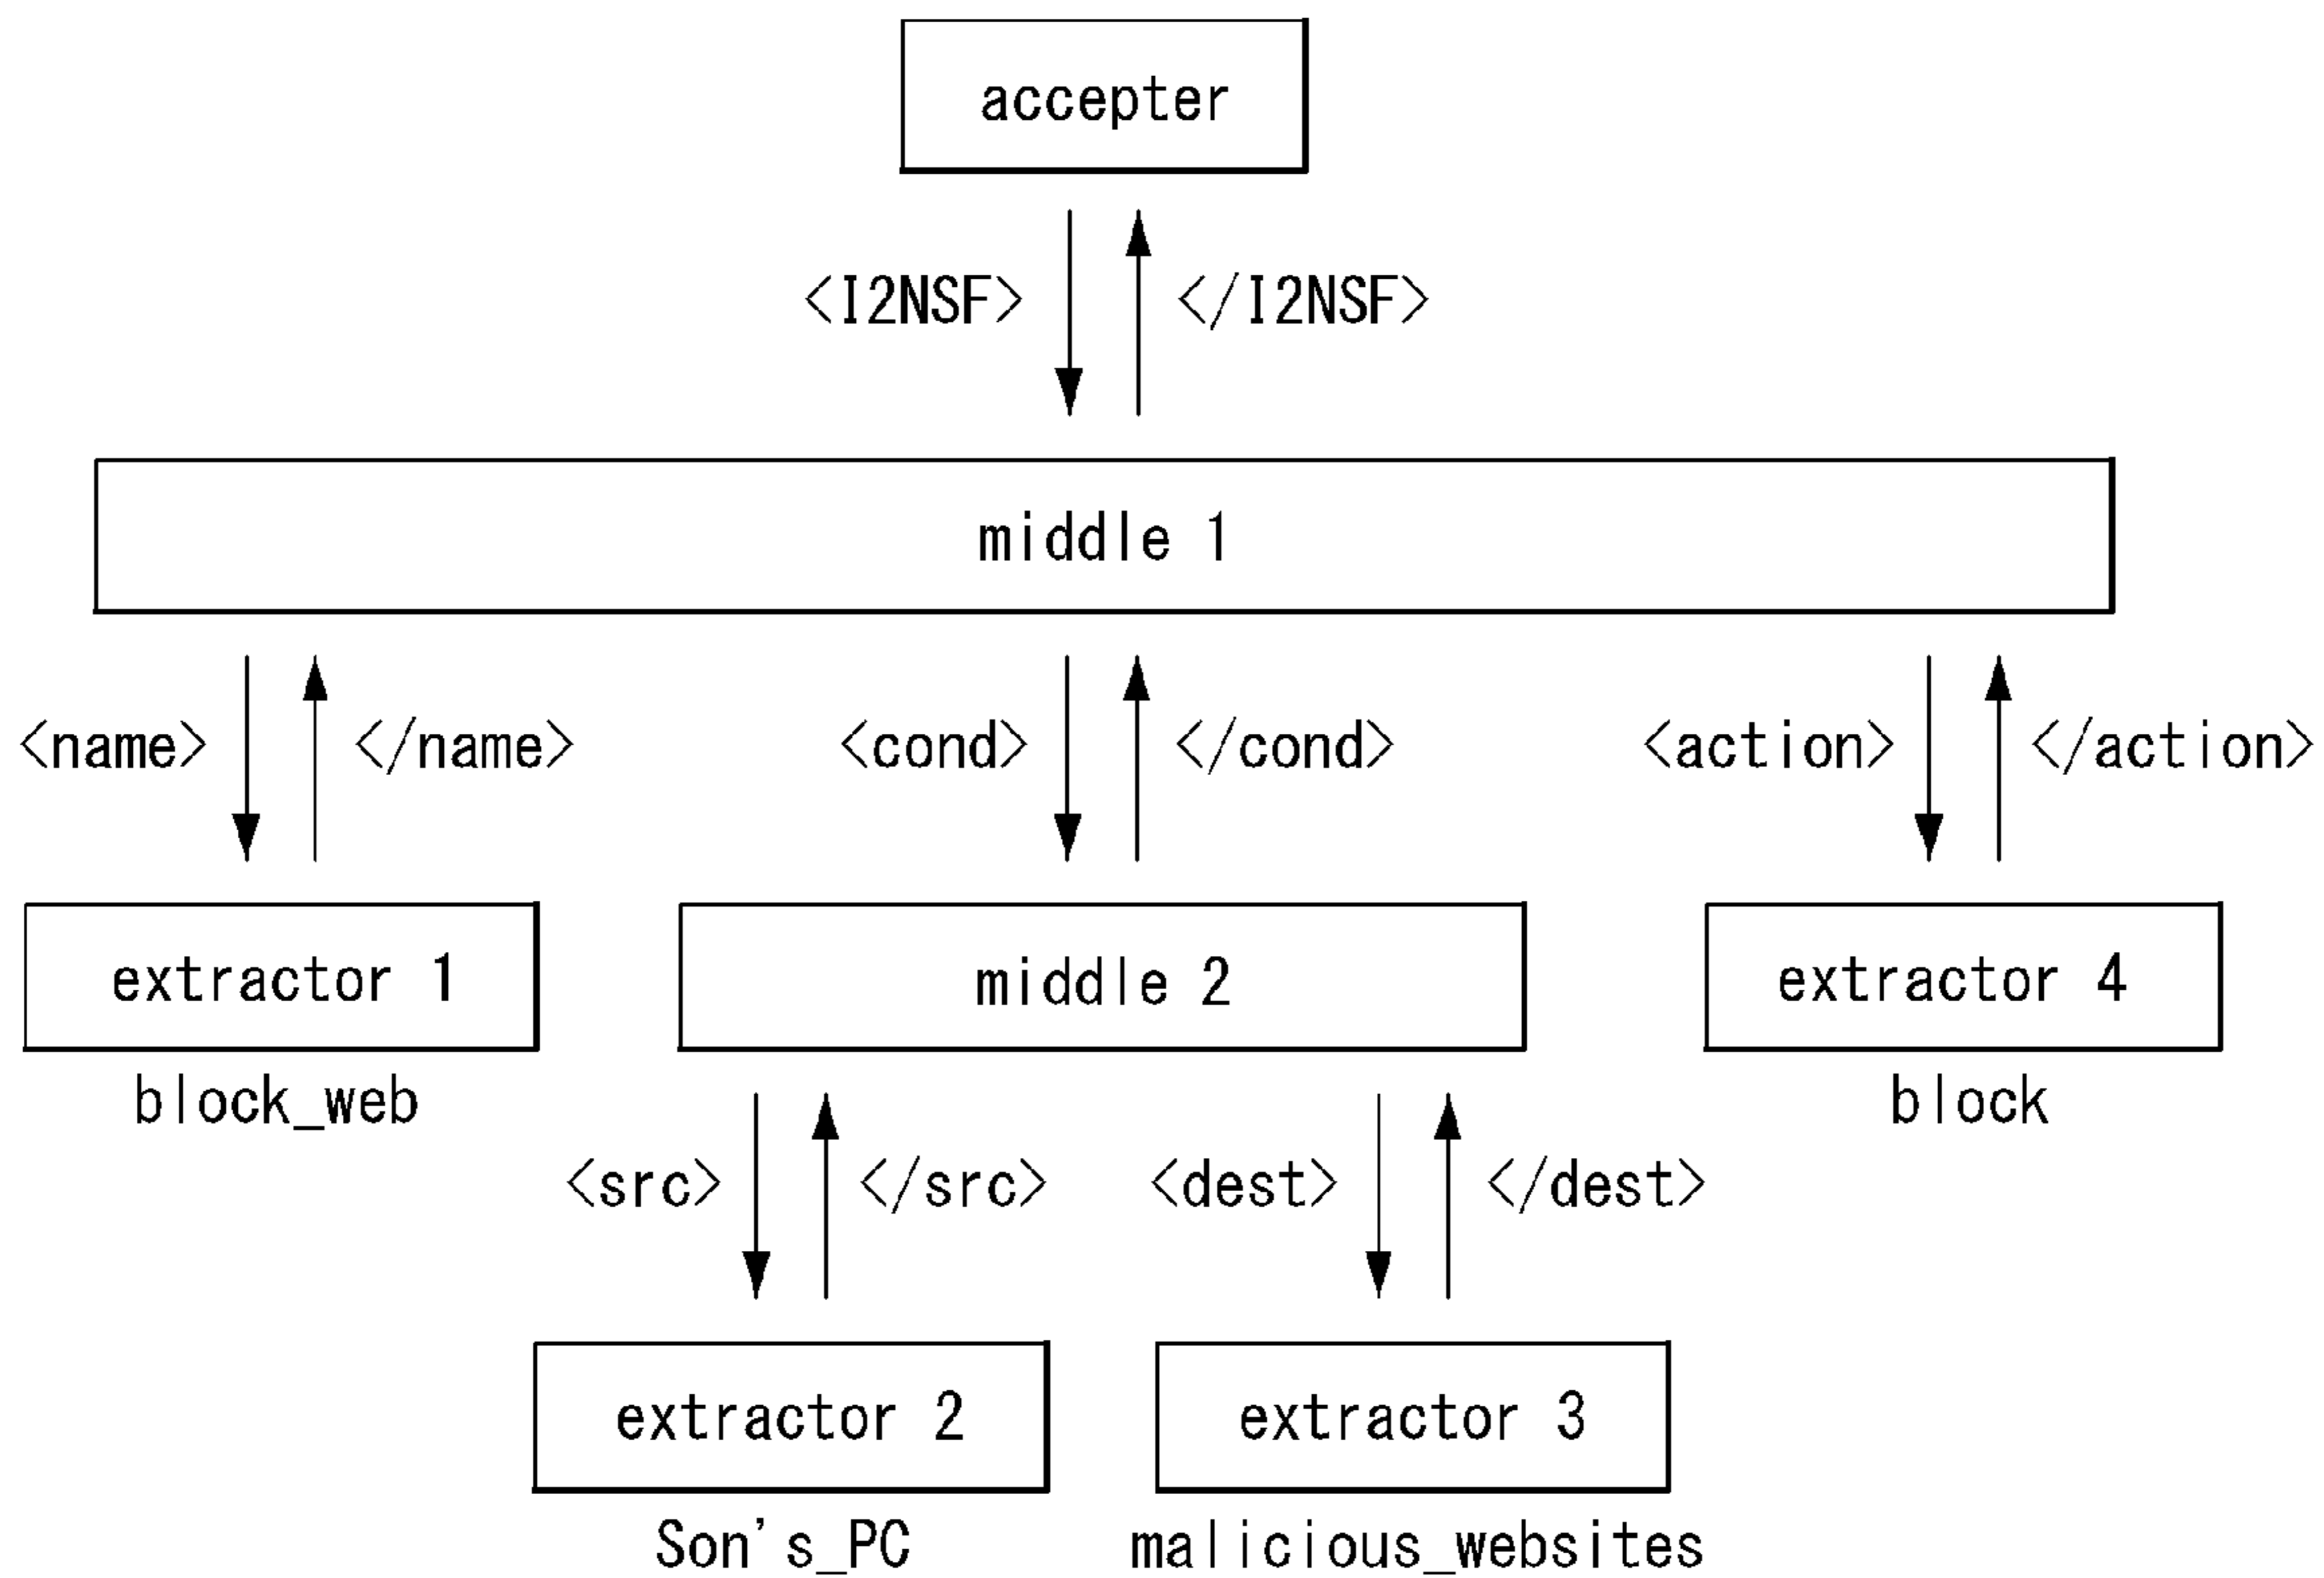 accepter
<I2NSF> </I2NSF>
middle 1
<name> </name> <cond> </cond> <action> </action>
extractor 1 middle 2 extractor 4
block_web block
<src> </src> <dest> </dest>
extractor 2 extractor 3
Son's_PC malicious_websites